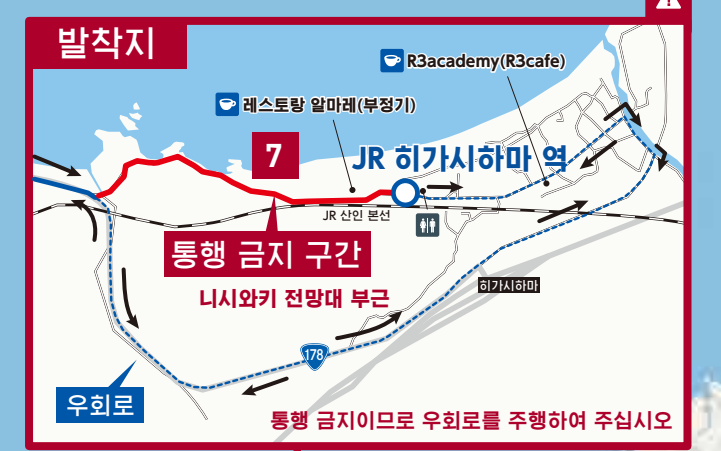 발착지
R3academy(R3cafe)
레스토랑 알마레(부정기)
7
JR 히가시하마 역
JR 산인 본선
통행 금지 구간
니시와키 전망대 부근
히가시하마
178
우회로
통행 금지이므로 우회로를 주행하여 주십시오